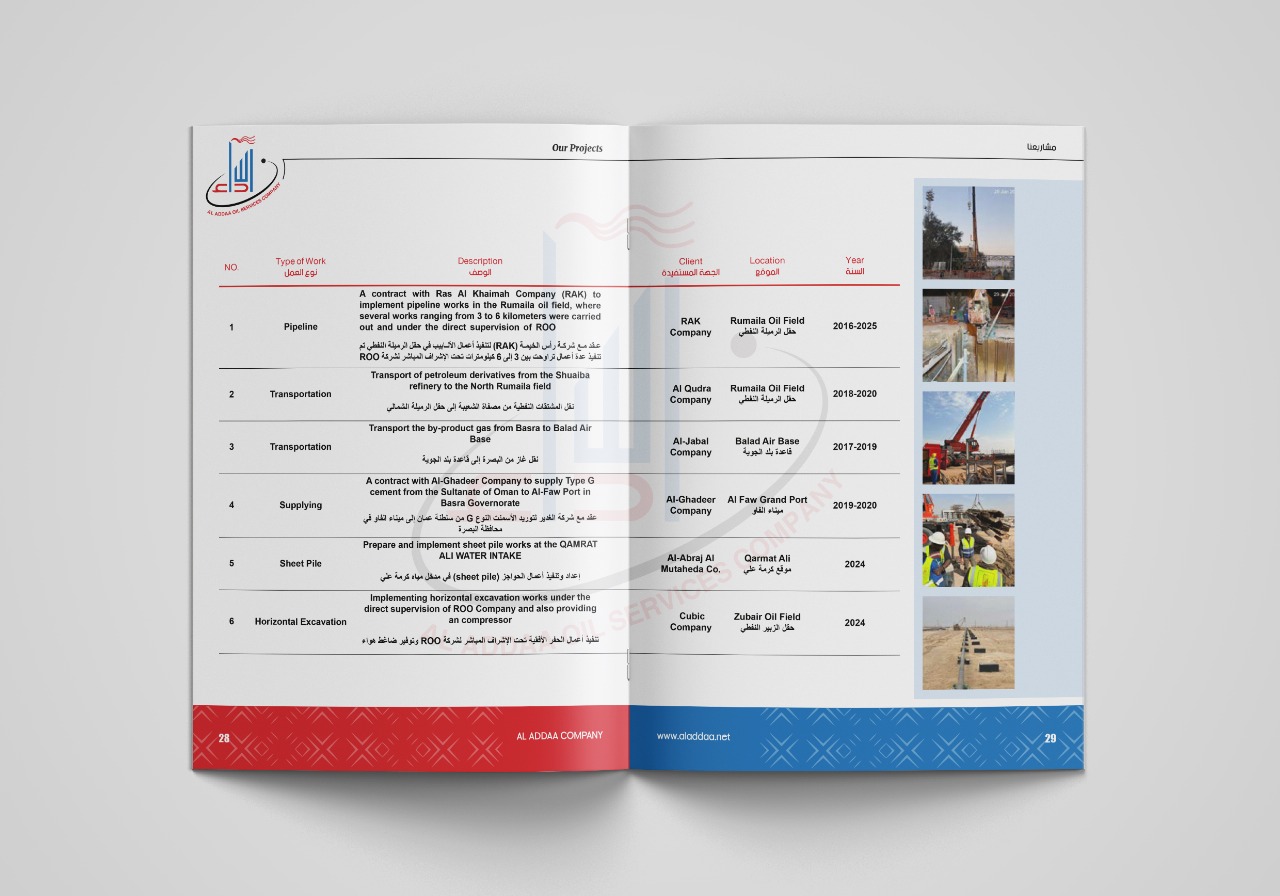 Our Projects
مشاريعنا
الأداء
AL ADDAA OIL SERVICES COMPANY
NO.
Type of Work
نوع العمل
Description
الوصف
Client
الجهة المستفيدة
Location
الموقع
Year
السنة
1
Pipeline
A contract with Ras Al Khaimah Company (RAK) to
implement pipeline works in the Rumaila oil field, where
several works ranging from 3 to 6 kilometers were carried
out and under the direct supervision of ROO
عقد مع شركة رأس الخيمة (RAK) لتنفيذ أعمال الأنابيب في حقل الرميلة النفطي تم
تنفيذ عدة أعمال تراوحت بين 3 إلى 6 كيلومترات تحت الإشراف المباشر لشركة ROO
RAK
Company
Rumaila Oil Field
حقل الرميلة النفطي
2016-2025
2
Transportation
Transport of petroleum derivatives from the Shuaiba
refinery to the North Rumaila field
نقل المشتقات النفطية من مصفاة الشعيبة إلى حقل الرميلة الشمالي
Al Qudra
Company
Rumaila Oil Field
حقل الرميلة النفطي
2018-2020
3
Transportation
Transport the by-product gas from Basra to Balad Air
Base
نقل غاز من البصرة إلى قاعدة بلد الجوية
Al-Jabal
Company
Balad Air Base
قاعدة بلد الجوية
2017-2019
4
Supplying
A contract with Al-Ghadeer Company to supply Type G
cement from the Sultanate of Oman to Al-Faw Port in
Basra Governorate
عقد مع شركة الغدير لتوريد الأسمنت النوع G من سلطنة عمان إلى ميناء الفاو في
محافظة البصرة
Al-Ghadeer
Company
Al Faw Grand Port
ميناء الفاو
2019-2020
5
Sheet Pile
Prepare and implement sheet pile works at the QAMRAT
ALI WATER INTAKE
إعداد وتنفيذ أعمال الحواجز (sheet pile) في مدخل مياه كرمة علي
Al-Abraj Al
Mutaheda Co.
Qarmat Ali
موقع كرمة علي
2024
6
Horizontal Excavation
Implementing horizontal excavation works under the
direct supervision of ROO Company and also providing
an compressor
تنفيذ أعمال الحفر الأفقية تحت الإشراف المباشر لشركة ROO وتوفير ضاغط هواء
Cubic
Company
Zubair Oil Field
حقل الزبير النفطي
2024
AL ADDAA OIL SERVICES COMPANY
28
AL ADDAA COMPANY
www.aladdaa.net
29